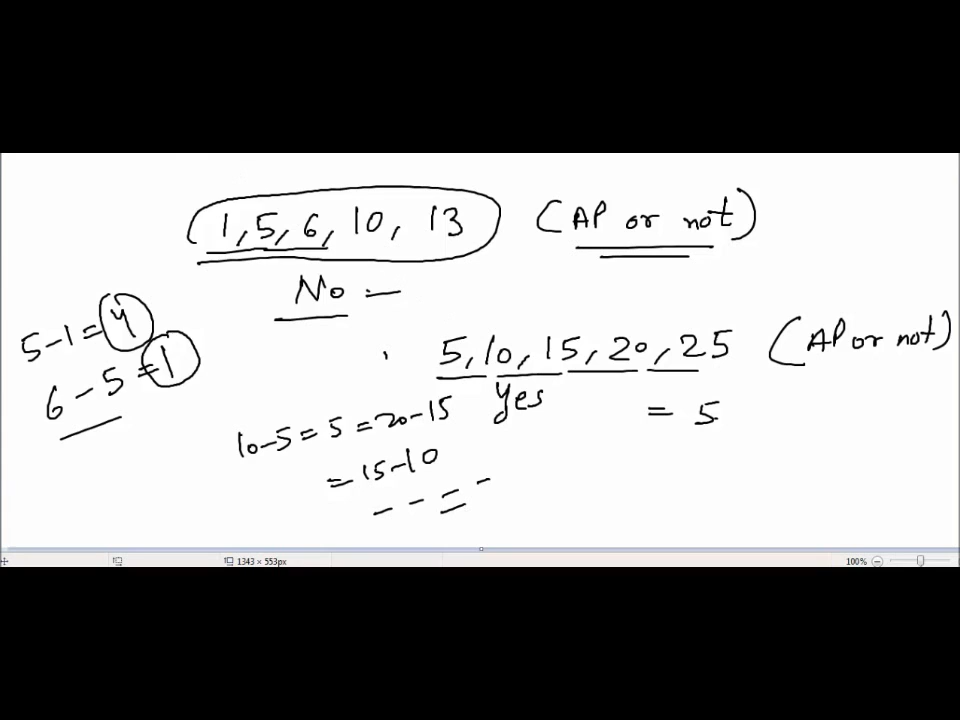 1, 5, 6, 10, 13 (AP or not)
No
5-1=4
6-5=1
5, 10, 15, 20, 25 (AP or not)
Yes
= 5
10-5=5=20-15
=15-10
- - = -
1343 × 553px
100%